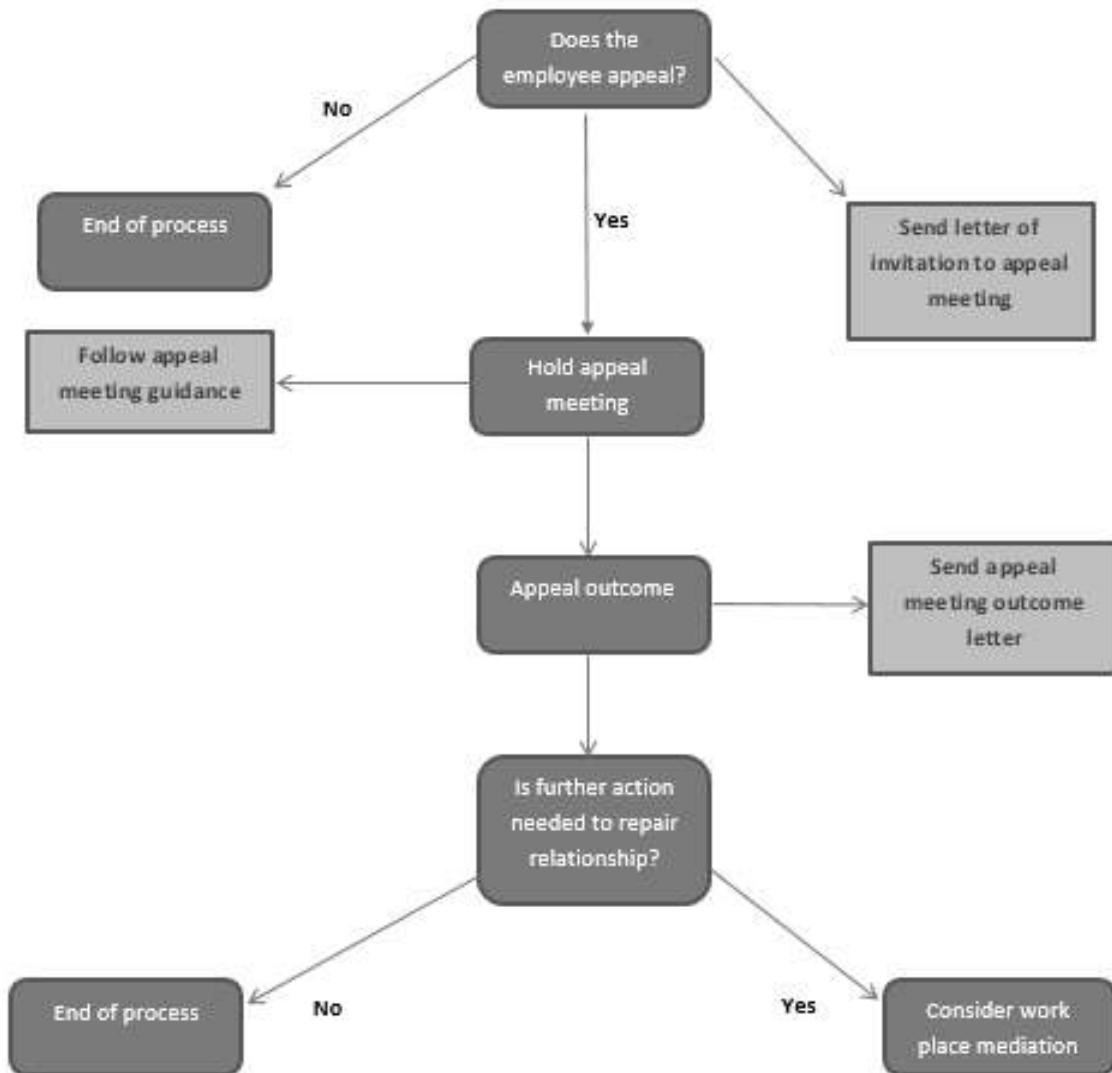 Does the
employee appeal?
No
End of process
Yes
Send letter of
invitation to appeal
meeting
Follow appeal
meeting guidance
Hold appeal
meeting
Appeal outcome
Send appeal
meeting outcome
letter
Is further action
needed to repair
relationship?
End of process
No
Yes
Consider work
place mediation